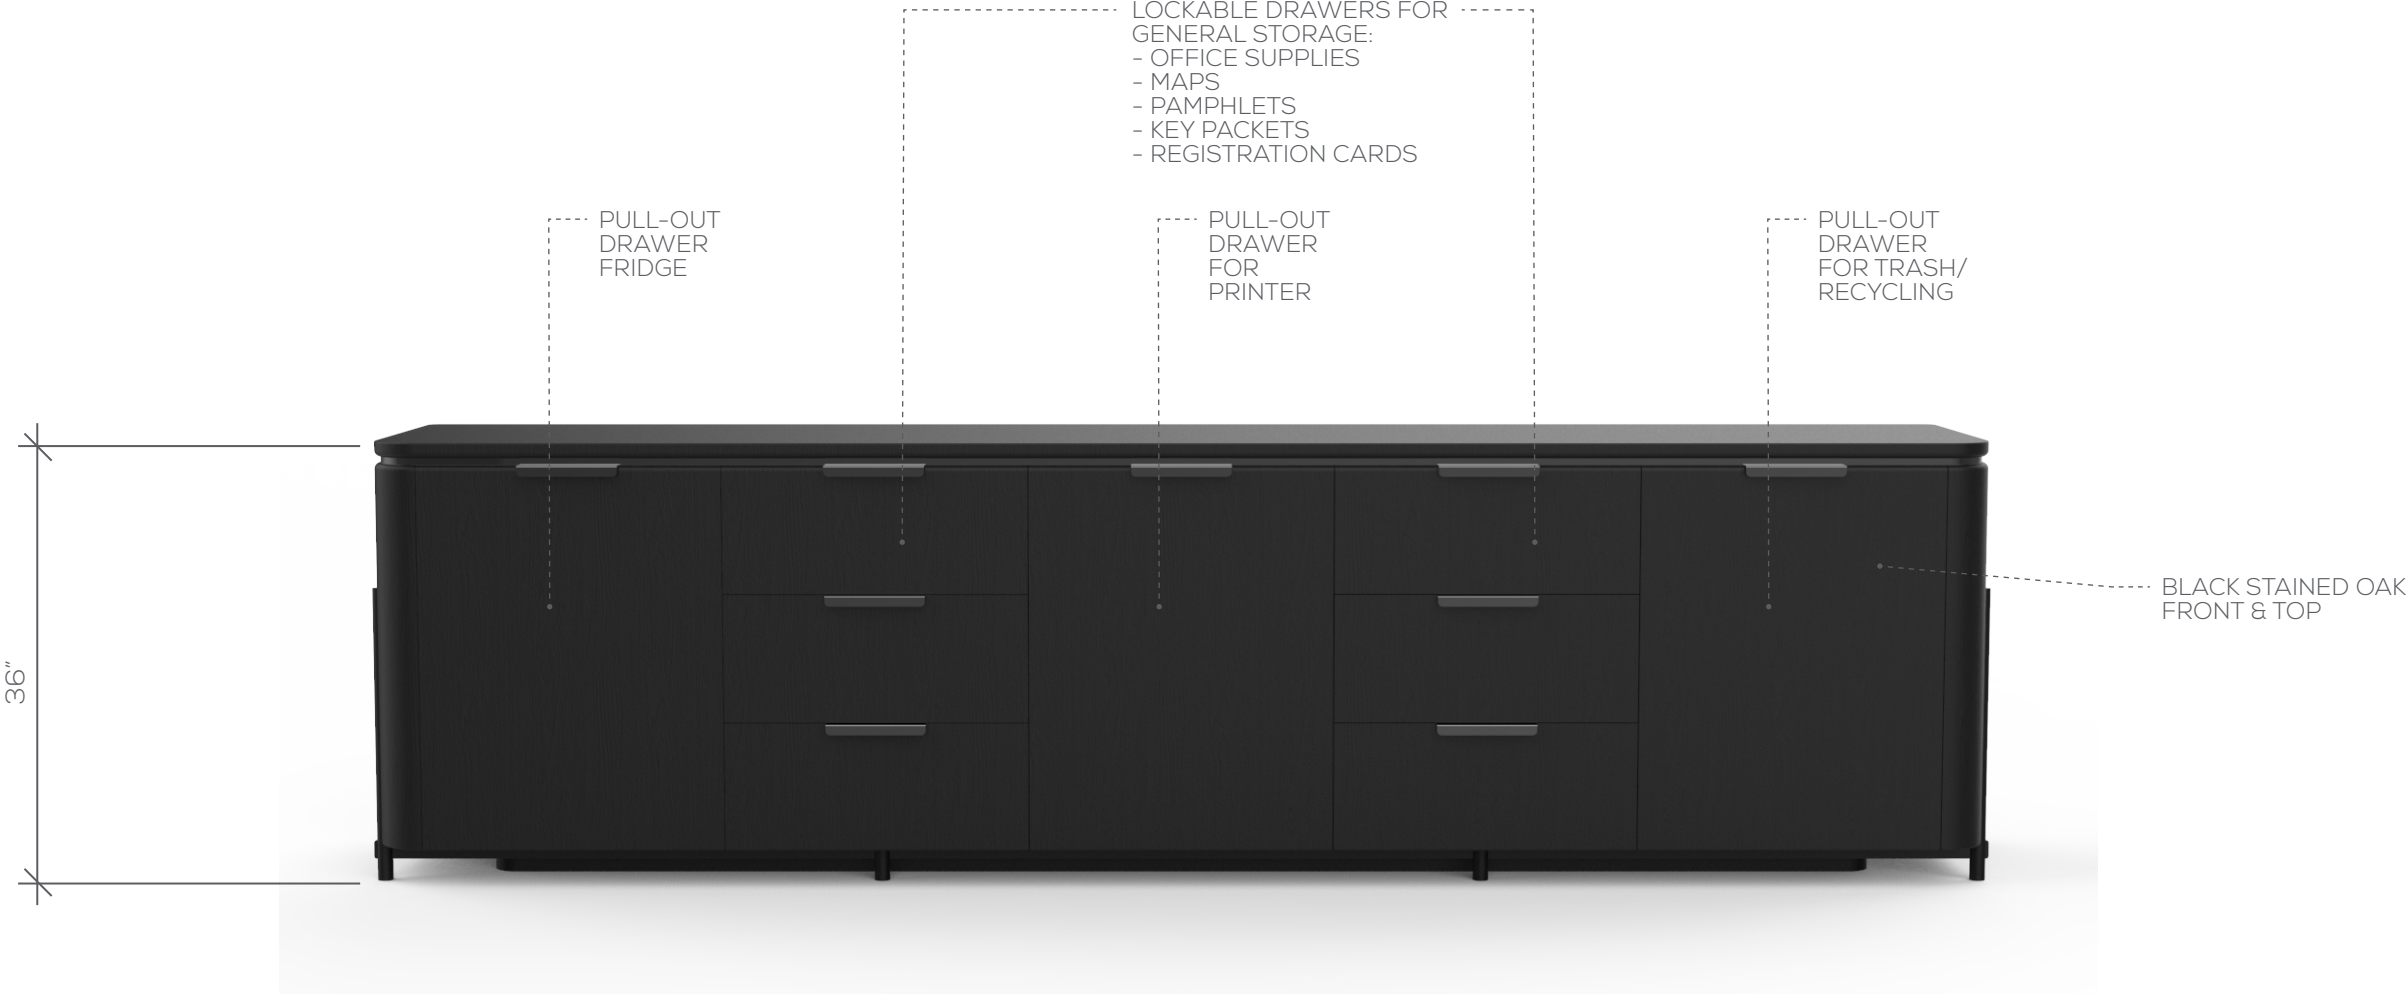 LOCKABLE DRAWERS FOR
GENERAL STORAGE:
- OFFICE SUPPLIES
- MAPS
- PAMPHLETS
- KEY PACKETS
- REGISTRATION CARDS
PULL-OUT
DRAWER
FRIDGE
PULL-OUT
DRAWER
FOR
PRINTER
PULL-OUT
DRAWER
FOR TRASH/
RECYCLING
BLACK STAINED OAK
FRONT & TOP
36"